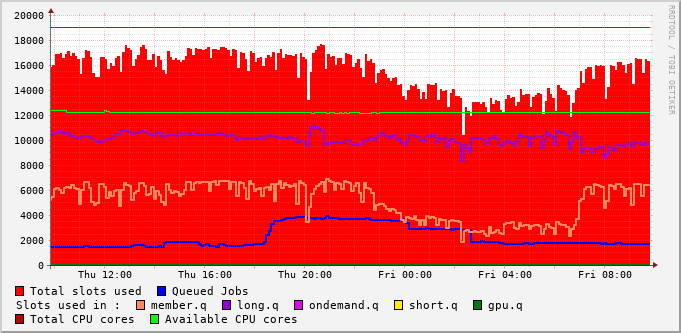 20000
18000
16000
14000
12000
10000
8000
6000
4000
2000
0
Thu 12:00 Thu 16:00 Thu 20:00 Fri 00:00 Fri 04:00 Fri 08:00
RRDTOOL / TOBI OETIKER
Total slots used Queued Jobs
Slots used in : member.q long.q ondemand.q short.q gpu.q
Total CPU cores Available CPU cores